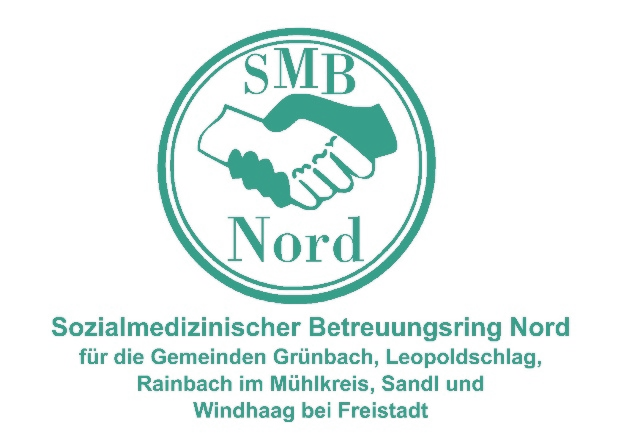 SMB
Nord
Sozialmedizinischer Betreuungsring Nord
für die Gemeinden Grünbach, Leopoldschlag,
Rainbach im Mühlkreis, Sandl und
Windhaag bei Freistadt